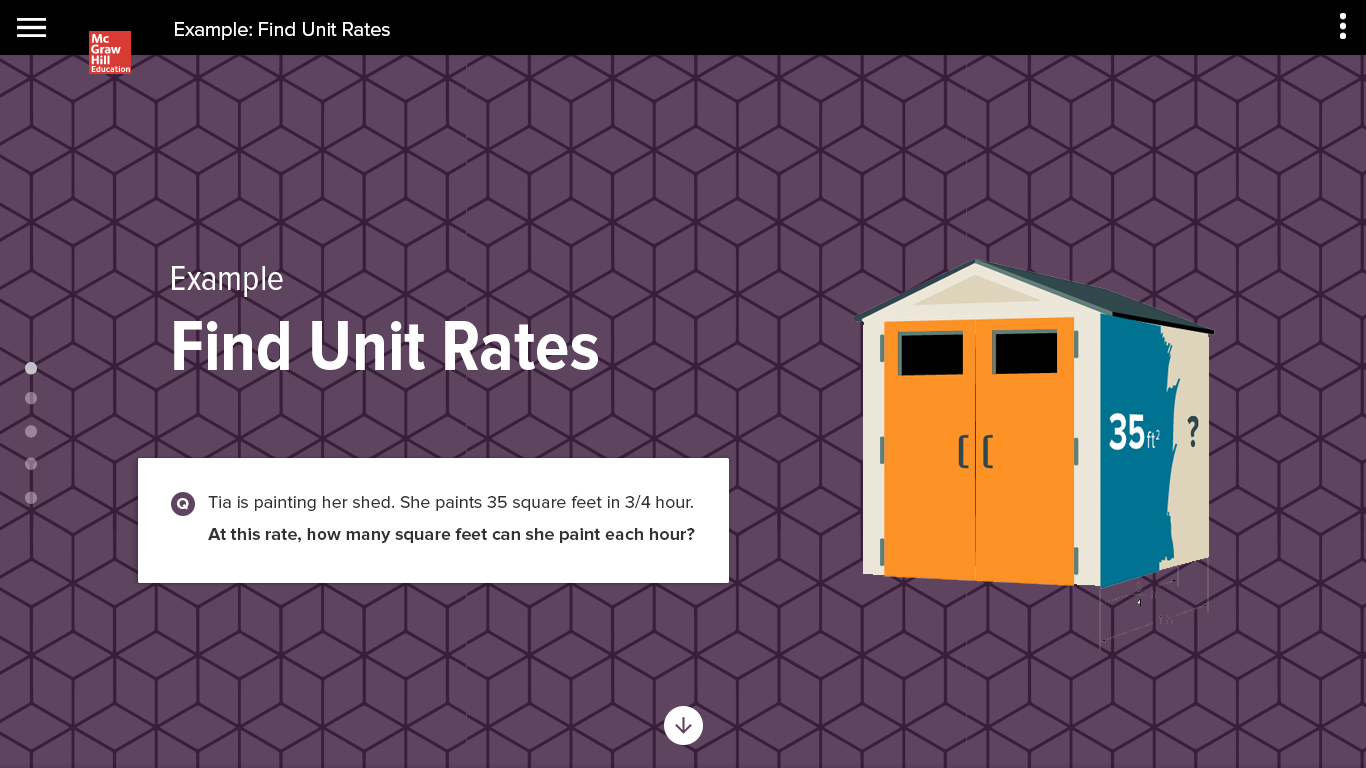 Example: Find Unit Rates
Mc
Graw
Hill
Education
Example
Find Unit Rates
Q Tia is painting her shed. She paints 35 square feet in 3/4 hour.
At this rate, how many square feet can she paint each hour?
35 ft²
?